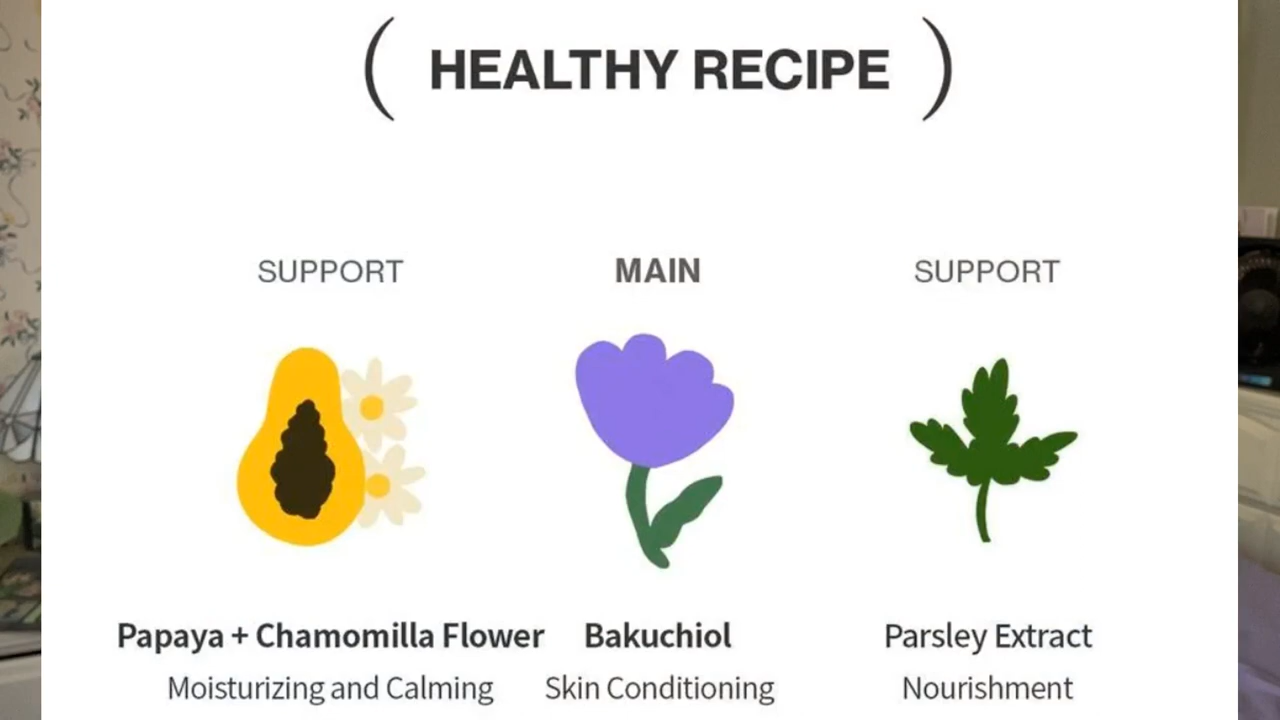 ( HEALTHY RECIPE )
SUPPORT
MAIN
SUPPORT
Papaya + Chamomilla Flower
Moisturizing and Calming
Bakuchiol
Skin Conditioning
Parsley Extract
Nourishment